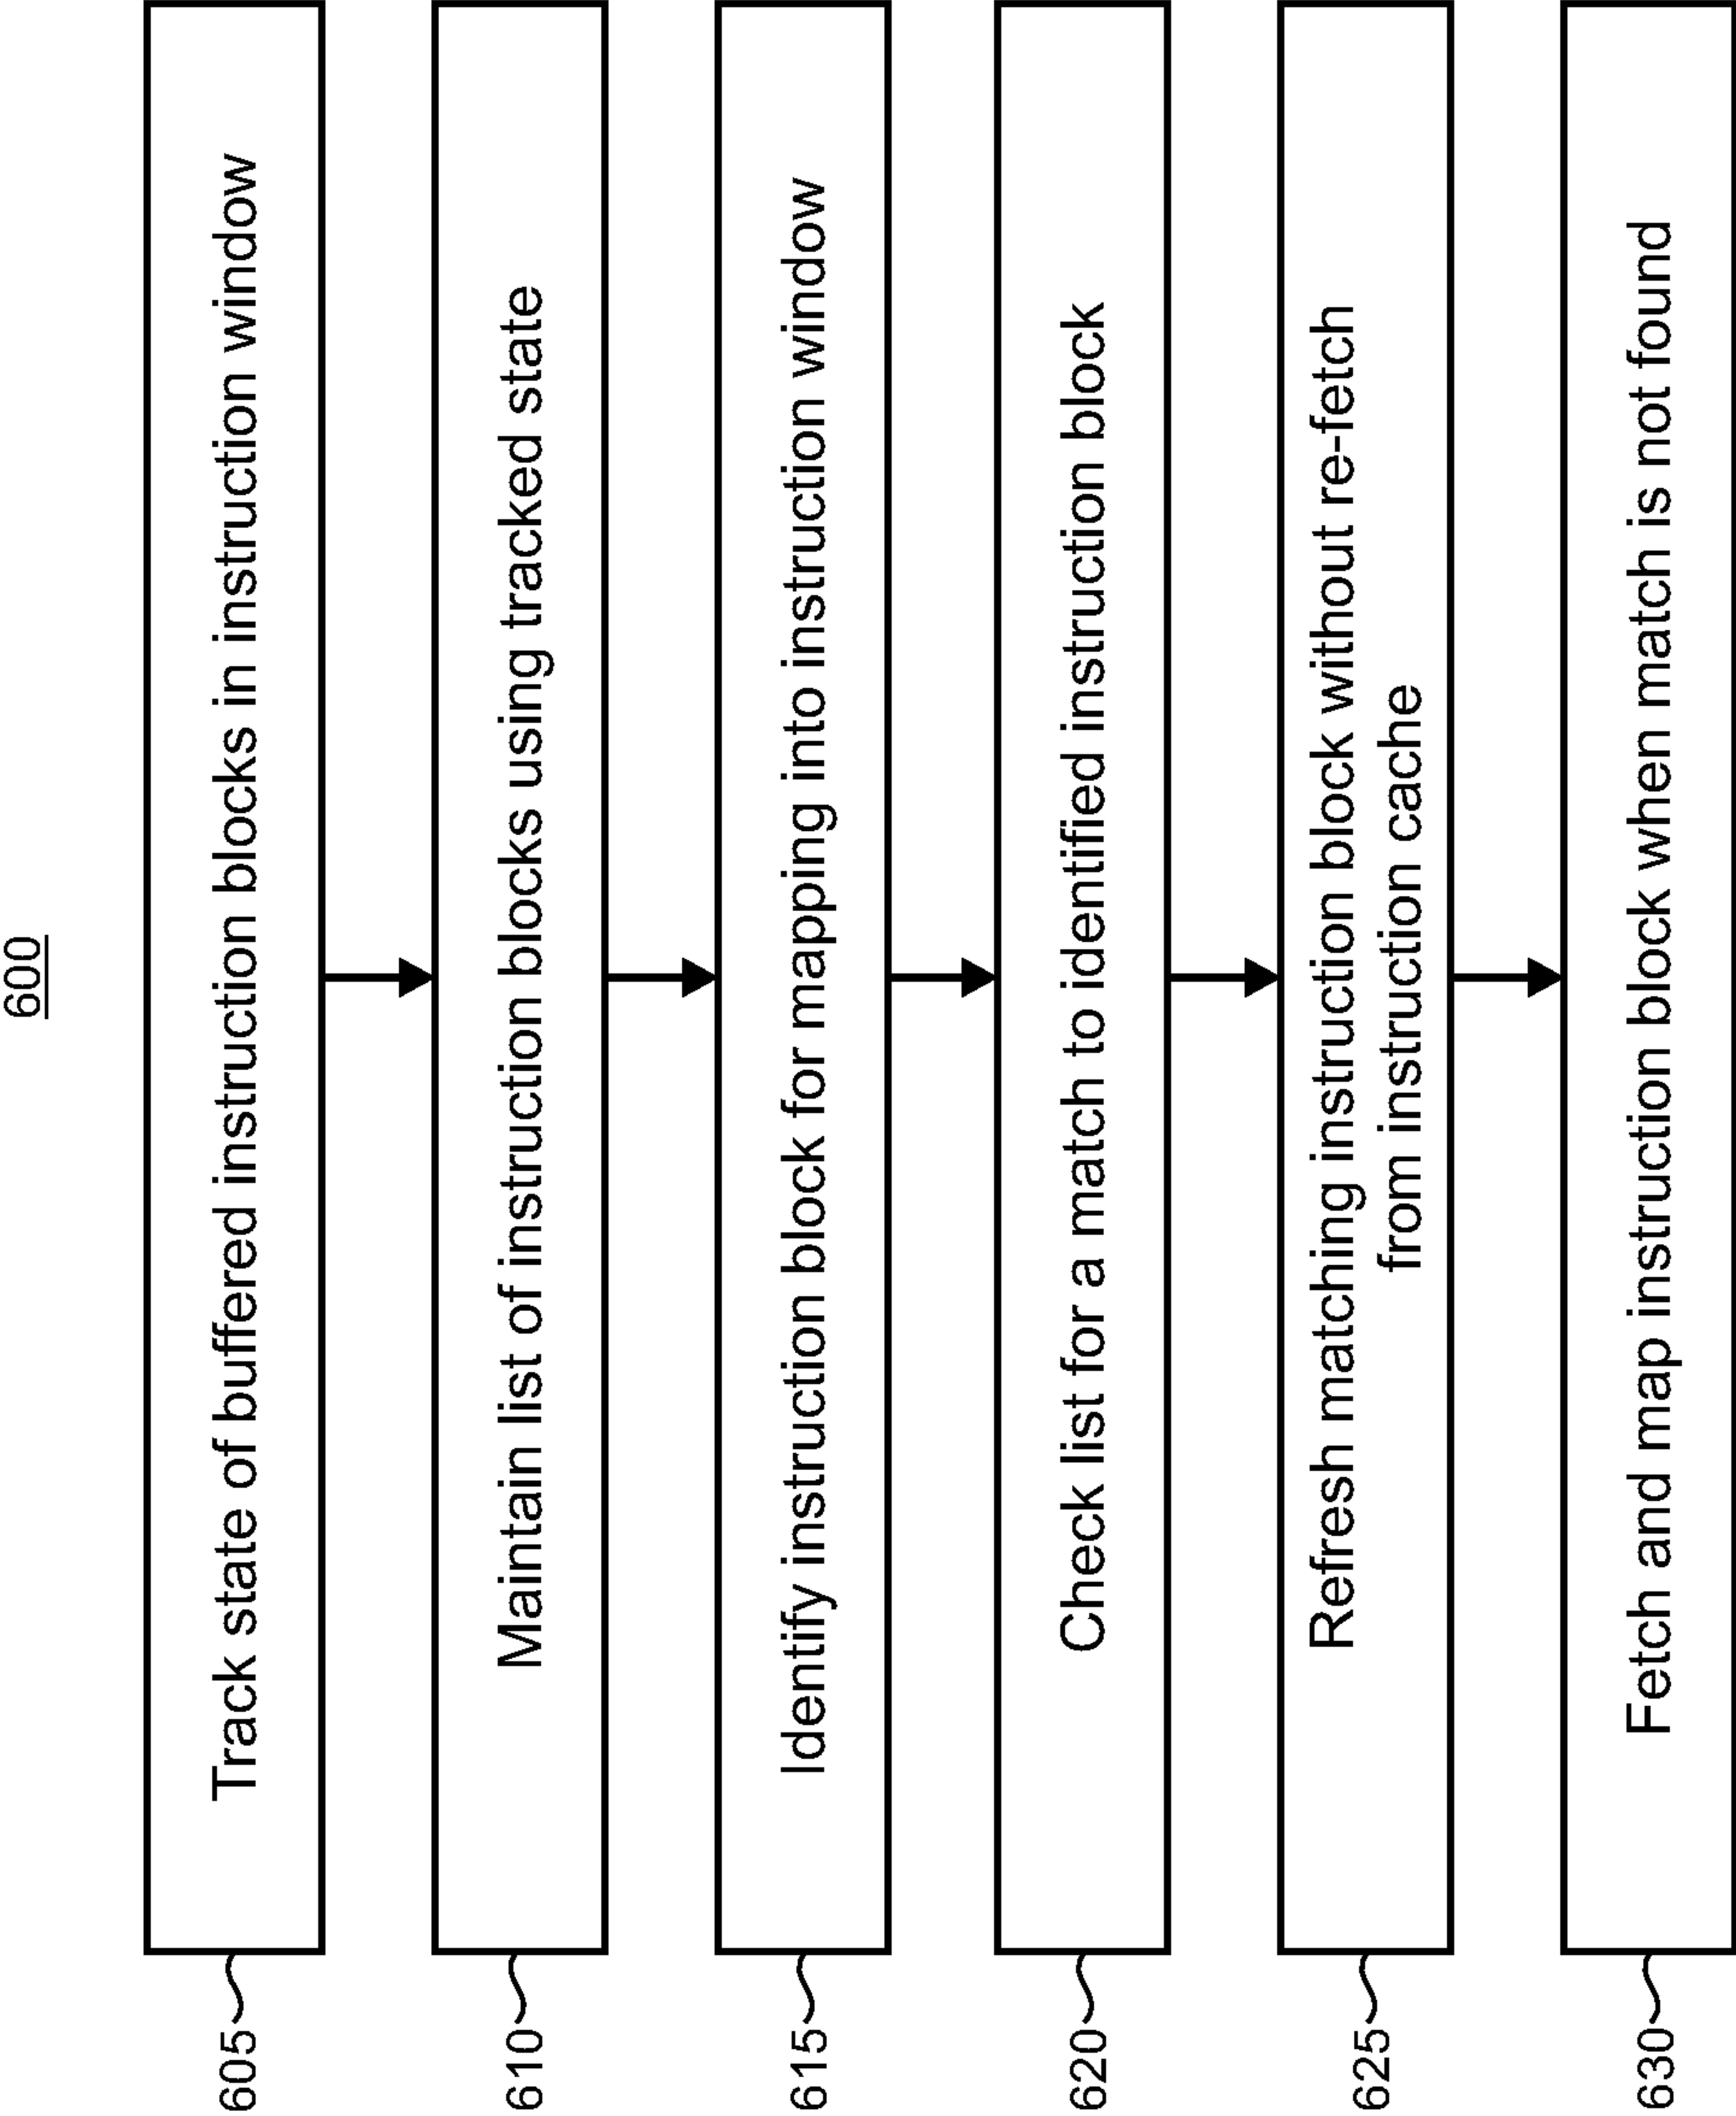 600
605
Track state of buffered instruction blocks in instruction window
610
Maintain list of instruction blocks using tracked state
615
Identify instruction block for mapping into instruction window
620
Check list for a match to identified instruction block
625
Refresh matching instruction block without re-fetch
from instruction cache
630
Fetch and map instruction block when match is not found